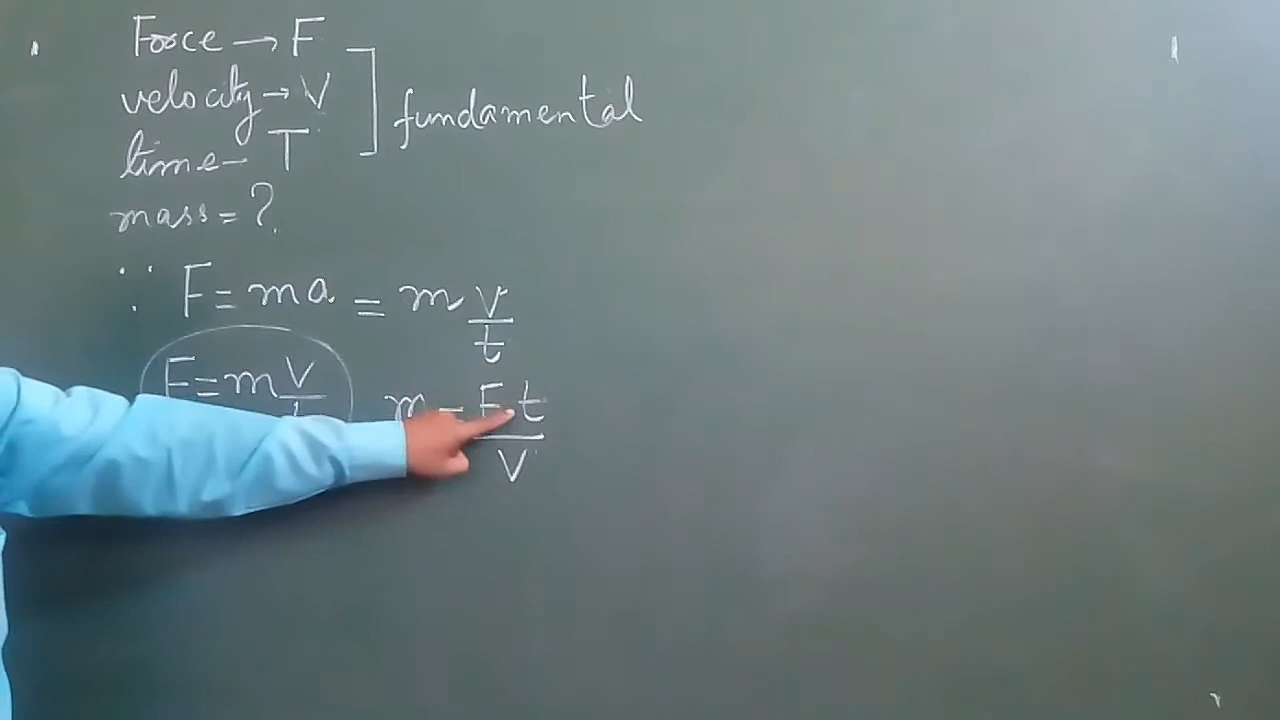 Force → F
velocity → V
time - T
] fundamental
mass = ?
∵ F = ma = m v/t
F = m v/t
m = F t/v